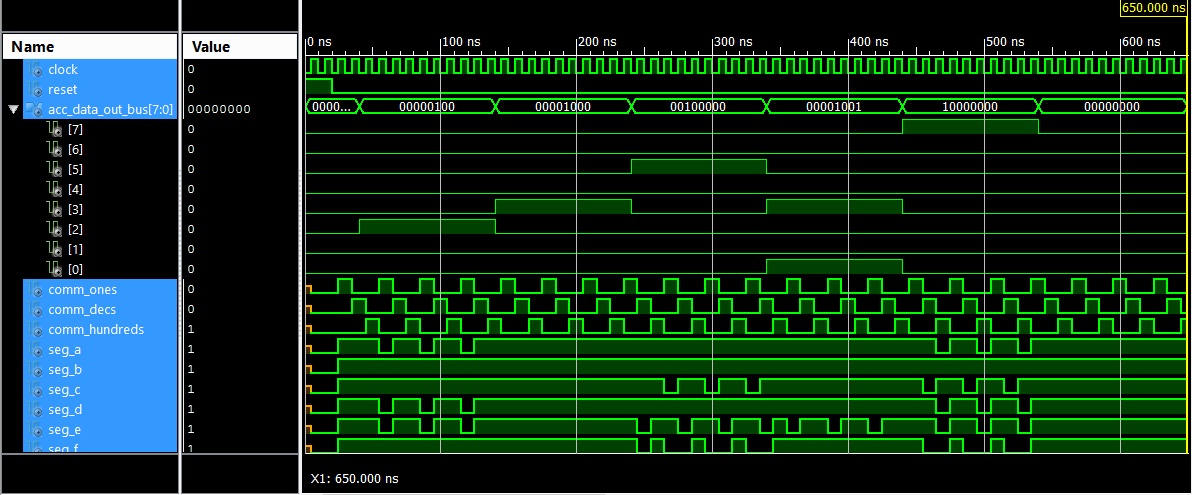 650.000 ns
Name Value
0 ns 100 ns 200 ns 300 ns 400 ns 500 ns 600 ns
clock 0
reset 0
acc_data_out_bus[7:0] 00000000 0000... 00000100 00001000 00100000 00001001 10000000 00000000
[7] 0
[6] 0
[5] 0
[4] 0
[3] 0
[2] 0
[1] 0
[0] 0
comm_ones 0
comm_decs 0
comm_hundreds 1
seg_a 1
seg_b 1
seg_c 1
seg_d 1
seg_e 1
seg_f 1
X1: 650.000 ns